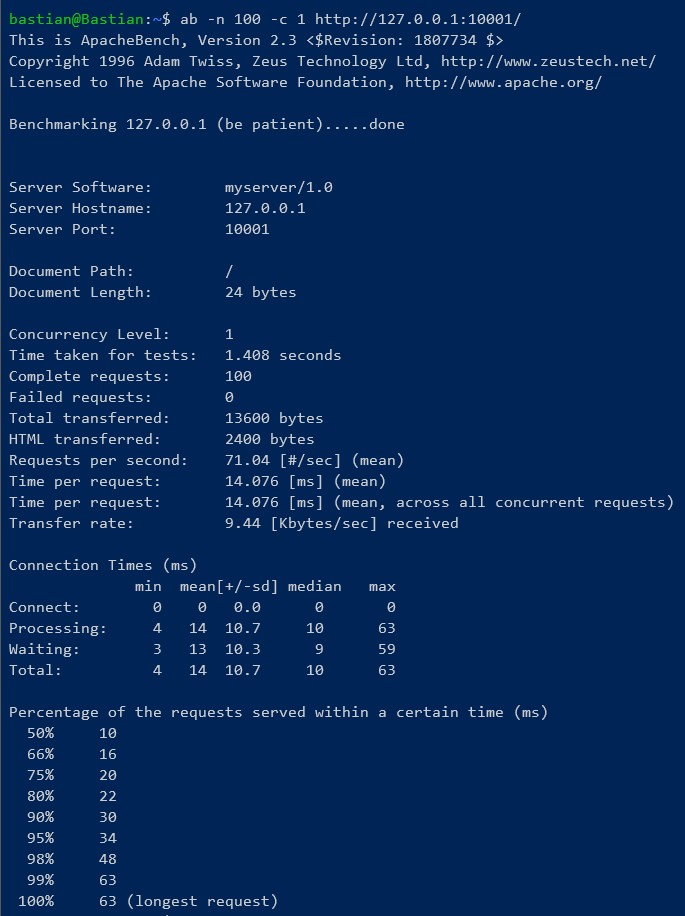 bastian@Bastian:~$ ab -n 100 -c 1 http://127.0.0.1:10001/
This is ApacheBench, Version 2.3 <$Revision: 1807734 $>
Copyright 1996 Adam Twiss, Zeus Technology Ltd, http://www.zeustech.net/
Licensed to The Apache Software Foundation, http://www.apache.org/

Benchmarking 127.0.0.1 (be patient).....done


Server Software:        myserver/1.0
Server Hostname:        127.0.0.1
Server Port:            10001

Document Path:          /
Document Length:        24 bytes

Concurrency Level:      1
Time taken for tests:   1.408 seconds
Complete requests:      100
Failed requests:        0
Total transferred:      13600 bytes
HTML transferred:       2400 bytes
Requests per second:    71.04 [#/sec] (mean)
Time per request:       14.076 [ms] (mean)
Time per request:       14.076 [ms] (mean, across all concurrent requests)
Transfer rate:          9.44 [Kbytes/sec] received

Connection Times (ms)
              min  mean[+/-sd] median   max
Connect:        0    0   0.0      0       0
Processing:     4   14  10.7     10      63
Waiting:        3   13  10.3      9      59
Total:          4   14  10.7     10      63

Percentage of the requests served within a certain time (ms)
  50%     10
  66%     16
  75%     20
  80%     22
  90%     30
  95%     34
  98%     48
  99%     63
 100%     63 (longest request)